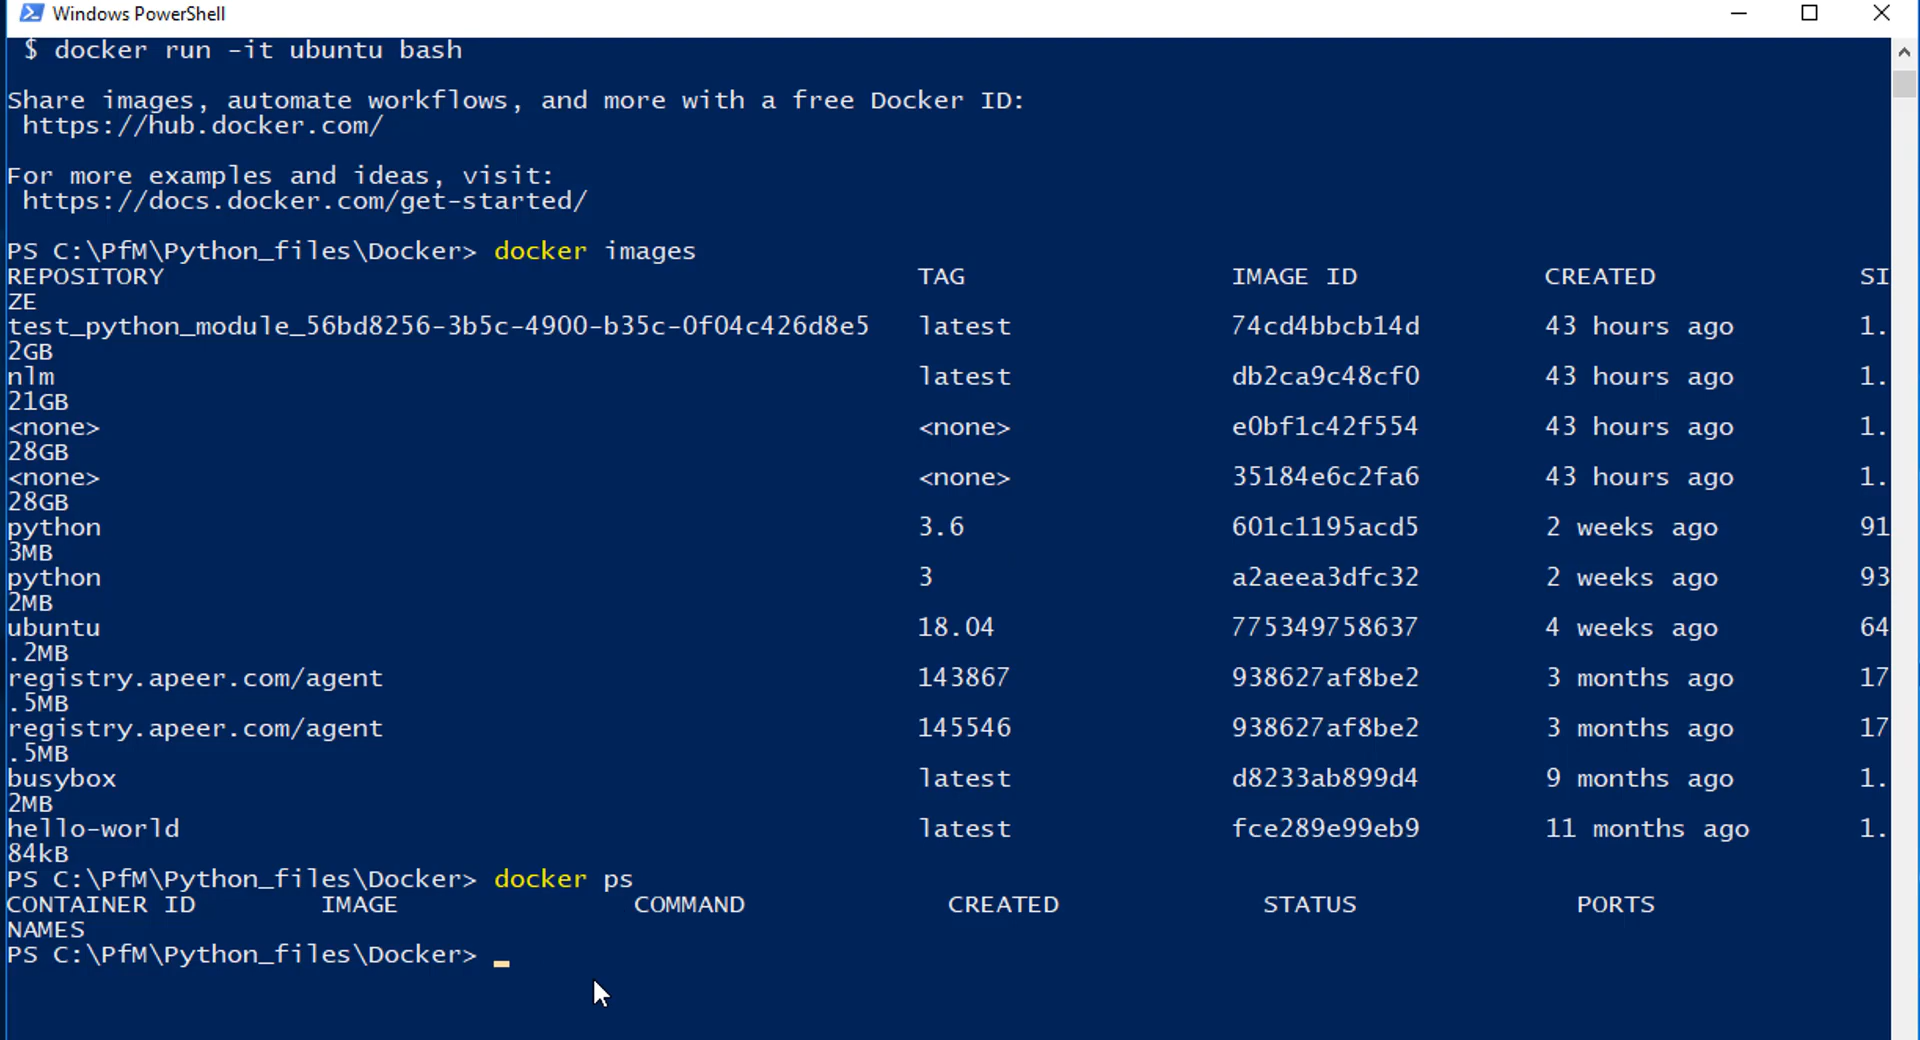 Windows PowerShell
$ docker run -it ubuntu bash
Share images, automate workflows, and more with a free Docker ID:
https://hub.docker.com/
For more examples and ideas, visit:
https://docs.docker.com/get-started/
PS C:\PfM\Python_files\Docker> docker images
REPOSITORY TAG IMAGE ID CREATED SI
ZE
test_python_module_56bd8256-3b5c-4900-b35c-0f04c426d8e5 latest 74cd4bbcb14d 43 hours ago 1.
2GB
nlm latest db2ca9c48cf0 43 hours ago 1.
21GB
<none> <none> e0bf1c42f554 43 hours ago 1.
28GB
<none> <none> 35184e6c2fa6 43 hours ago 1.
28GB
python 3.6 601c1195acd5 2 weeks ago 91
3MB
python 3 a2aeea3dfc32 2 weeks ago 93
2MB
ubuntu 18.04 775349758637 4 weeks ago 64
.2MB
registry.apeer.com/agent 143867 938627af8be2 3 months ago 17
.5MB
registry.apeer.com/agent 145546 938627af8be2 3 months ago 17
.5MB
busybox latest d8233ab899d4 9 months ago 1.
2MB
hello-world latest fce289e99eb9 11 months ago 1.
84kB
PS C:\PfM\Python_files\Docker> docker ps
CONTAINER ID IMAGE COMMAND CREATED STATUS PORTS
NAMES
PS C:\PfM\Python_files\Docker>